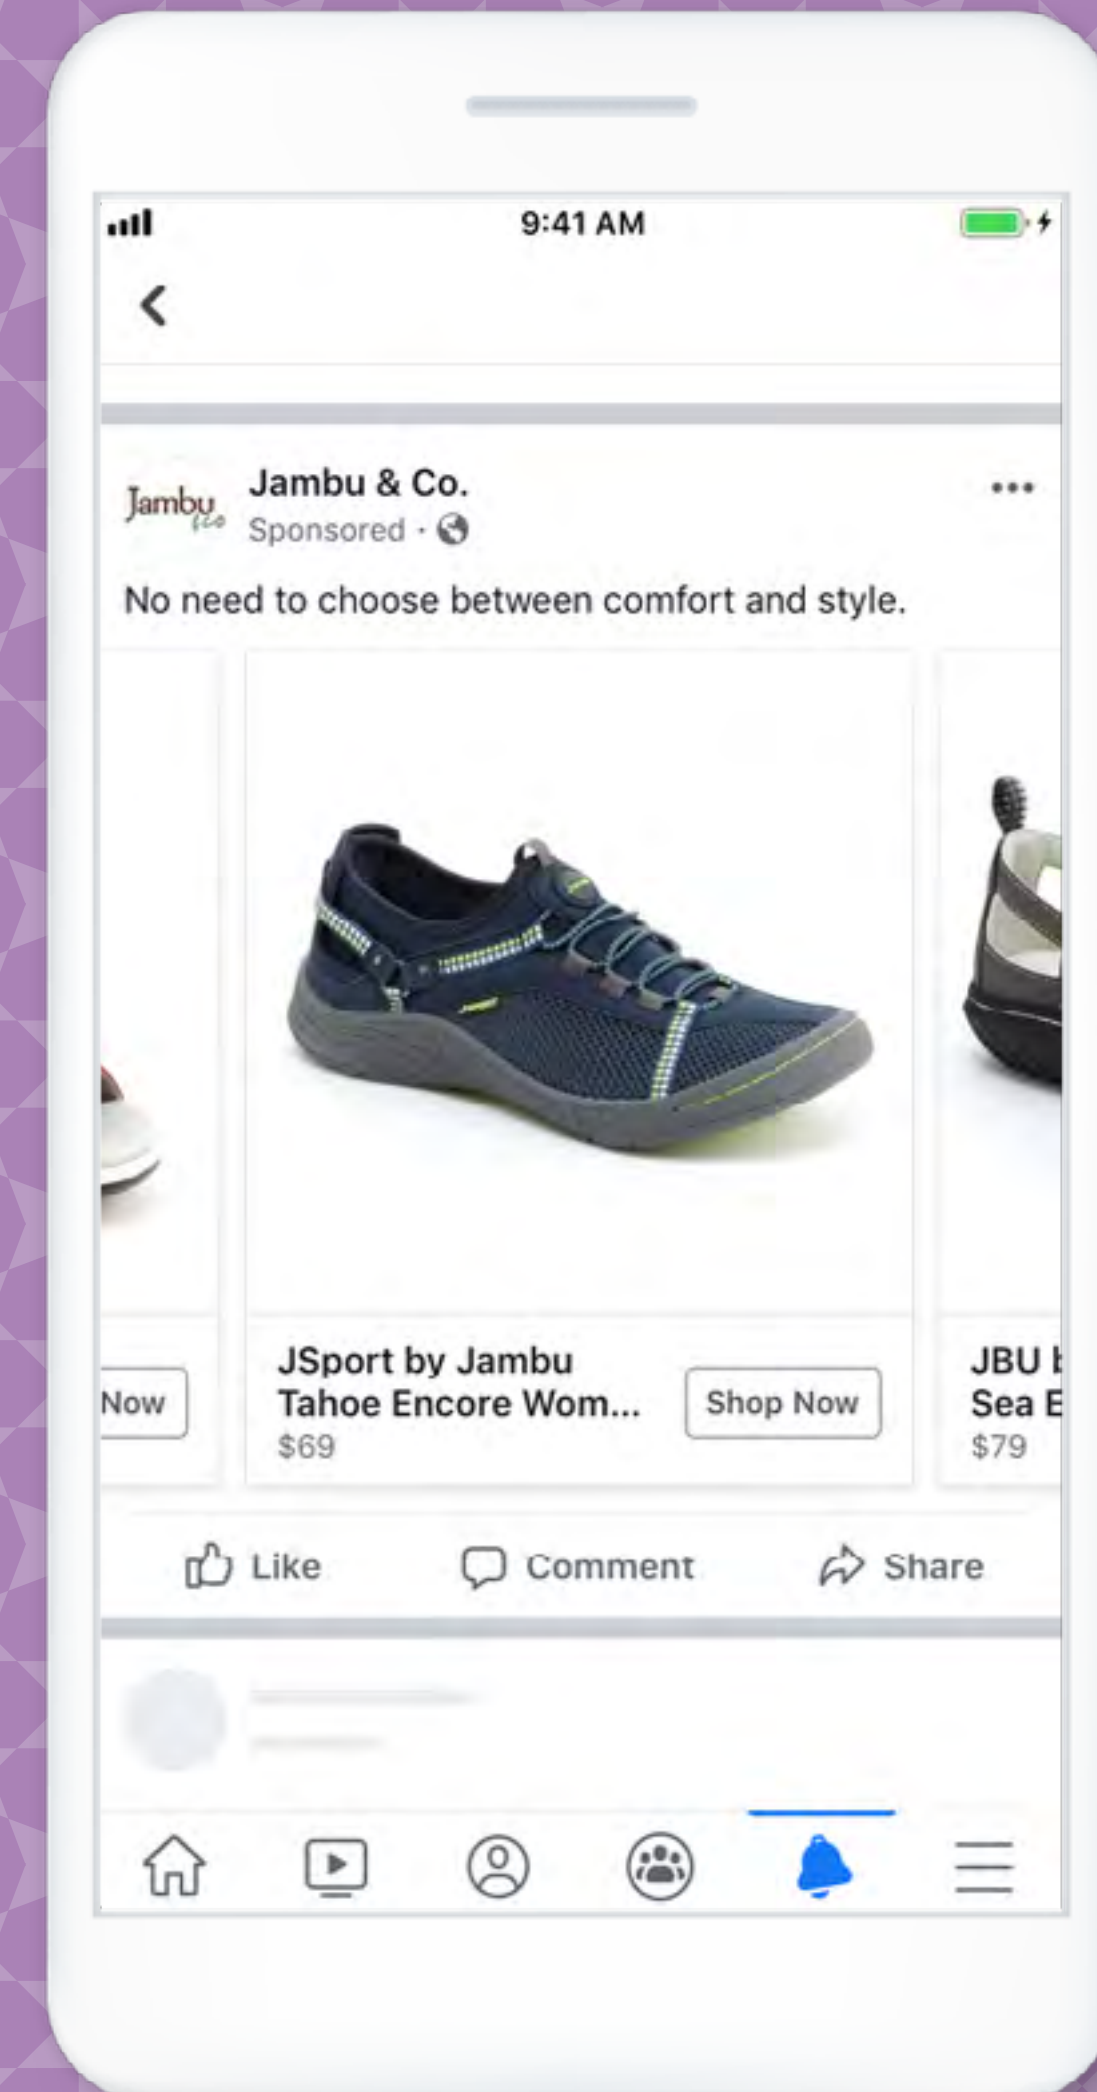 9:41 AM
Jambu
&Co
Jambu & Co.
Sponsored ·
No need to choose between comfort and style.
Now
JSport by Jambu
Tahoe Encore Wom...
$69
Shop Now
JBU
Sea E
$79
Like
Comment
Share